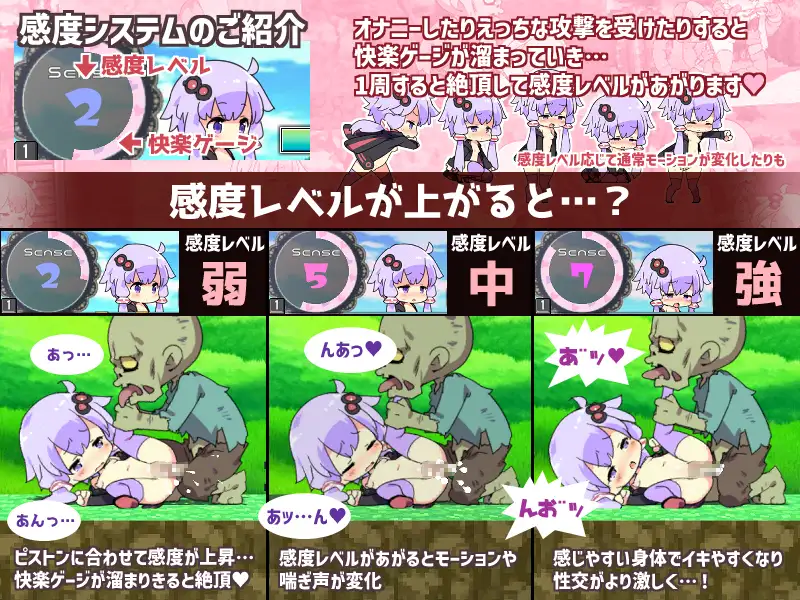 感度システムのご紹介
Sense
2
感度レベル
快楽ゲージ
1
オナニーしたりえっちな攻撃を受けたりすると
快楽ゲージが溜まっていき…
1周すると絶頂して感度レベルがあがります♥
感度レベル応じて通常モーションが変化したりも
感度レベルが上がると…？
Sense
2
1
感度レベル
弱
Sense
5
1
感度レベル
中
Sense
7
1
感度レベル
強
あっ…
あんっ…
ピストンに合わせて感度が上昇…
快楽ゲージが溜まりきると絶頂♥
んあっ♥
あッ…ん♥
感度レベルがあがるとモーションや
喘ぎ声が変化
あ゛ッ♥
んお゛ッ
感じやすい身体でイキやすくなり
性交がより激しく…！